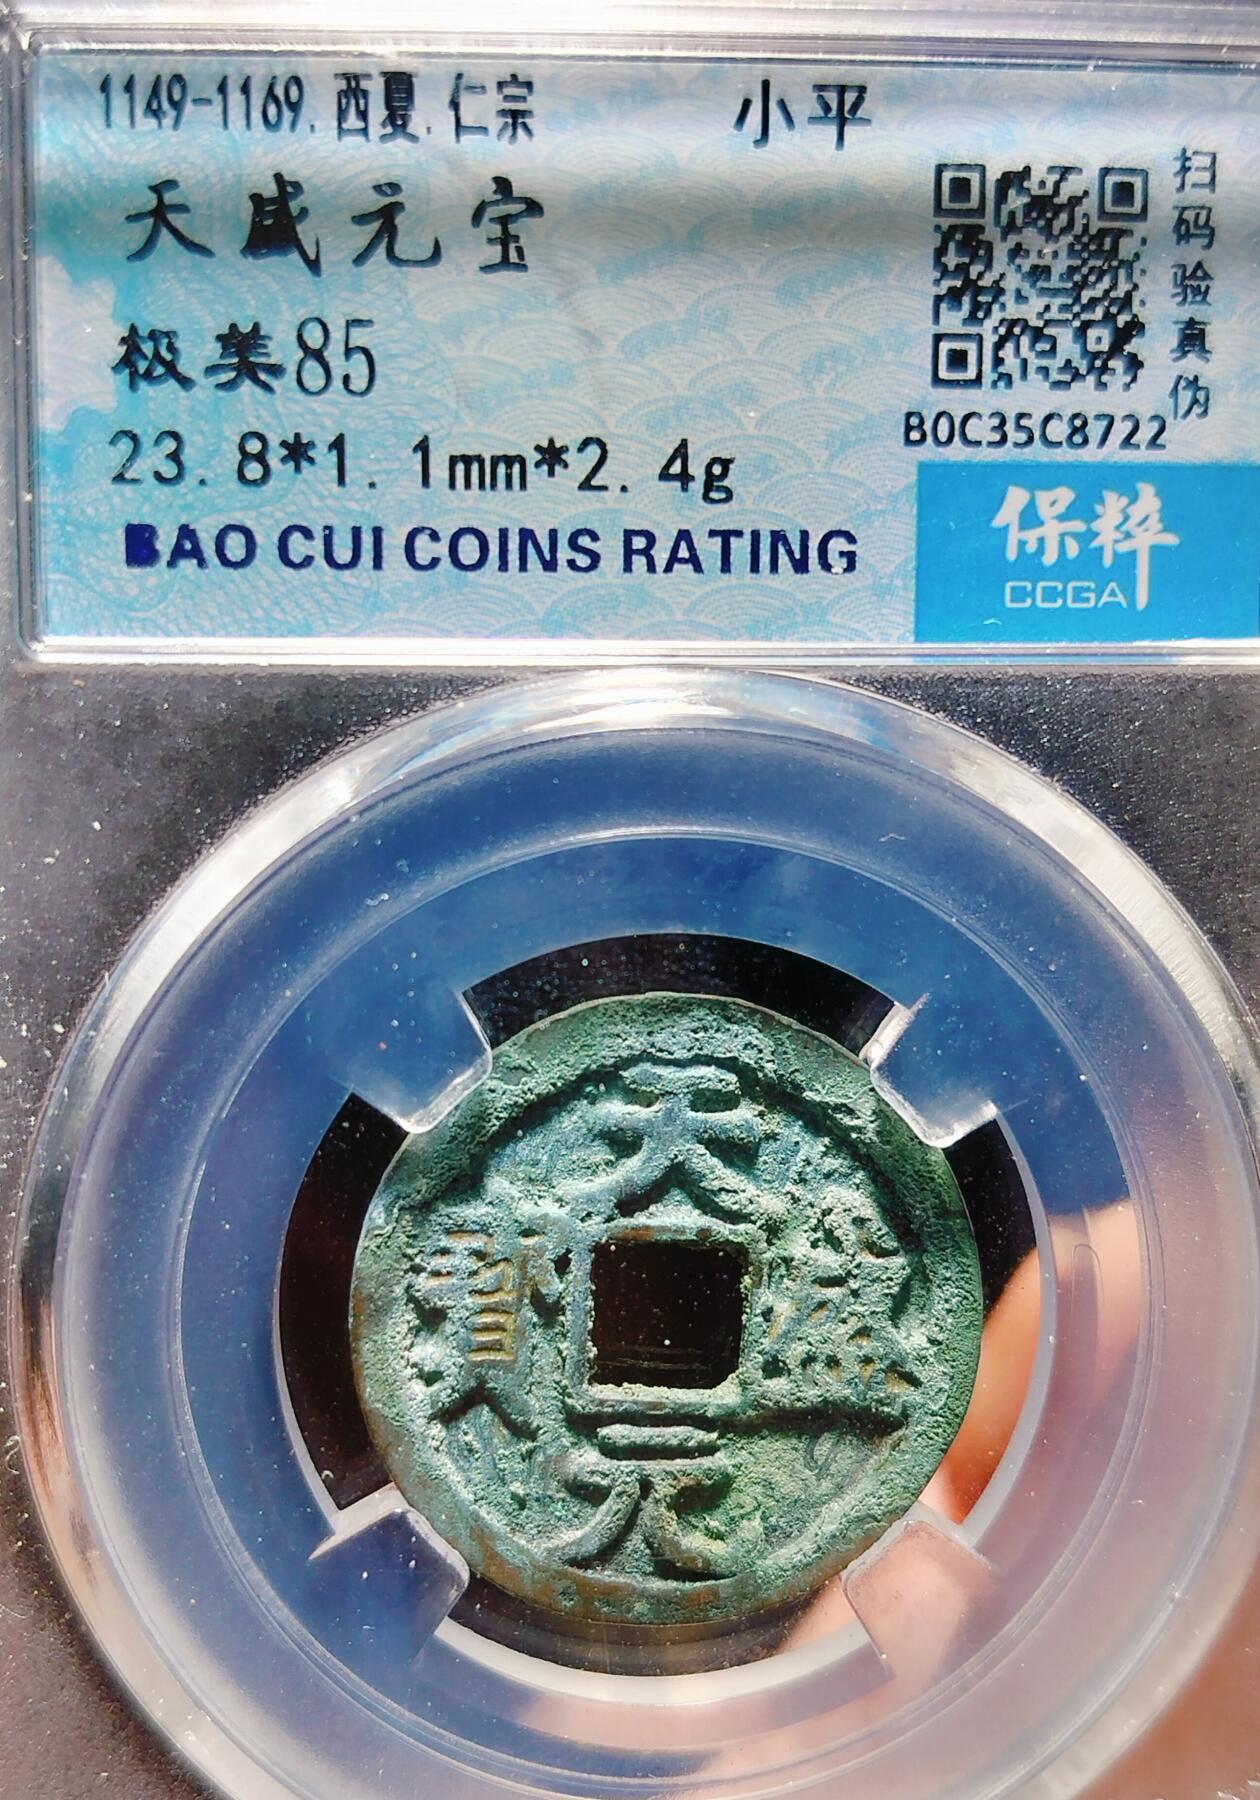 1149-1169.西夏.仁宗 小平
天盛元宝
极美85
23.8*1.1mm*2.4g
BAO CUI COINS RATING
扫码验真伪
B0C35C8722
保粹
CCGA
天
盛
元
寶